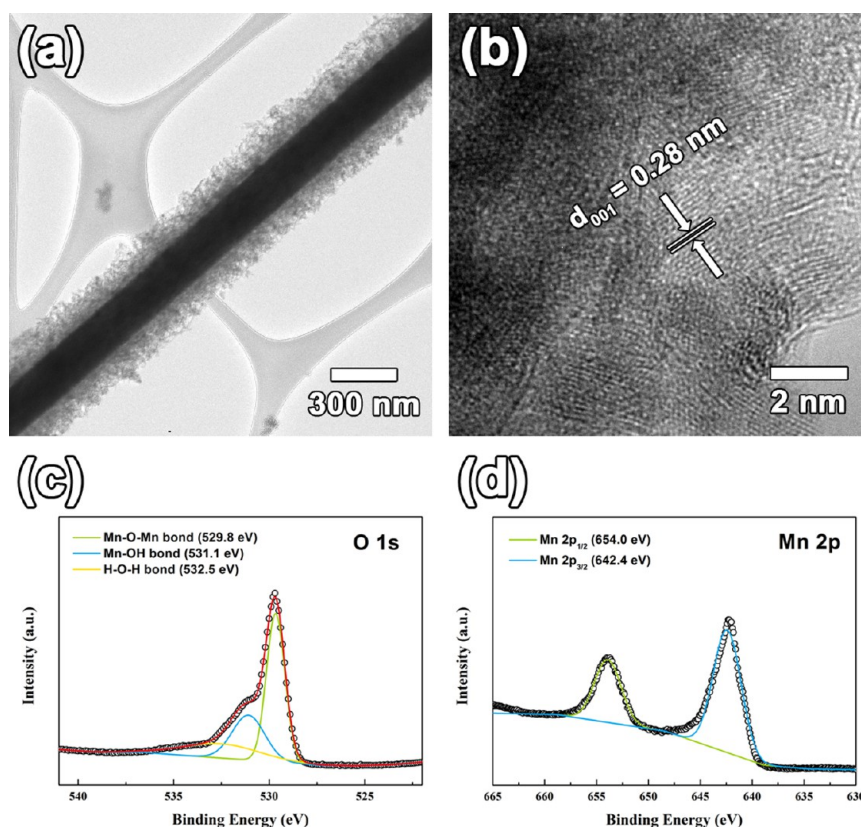 (a)
300 nm
(b)
d₀₀₁ = 0.28 nm
2 nm
(c)
Mn-O-Mn bond (529.8 eV)
Mn-OH bond (531.1 eV)
H-O-H bond (532.5 eV)
O 1s
Intensity (a.u.)
540 535 530 525
Binding Energy (eV)
(d)
Mn 2p₁/₂ (654.0 eV)
Mn 2p₃/₂ (642.4 eV)
Mn 2p
Intensity (a.u.)
665 660 655 650 645 640 635 630
Binding Energy (eV)